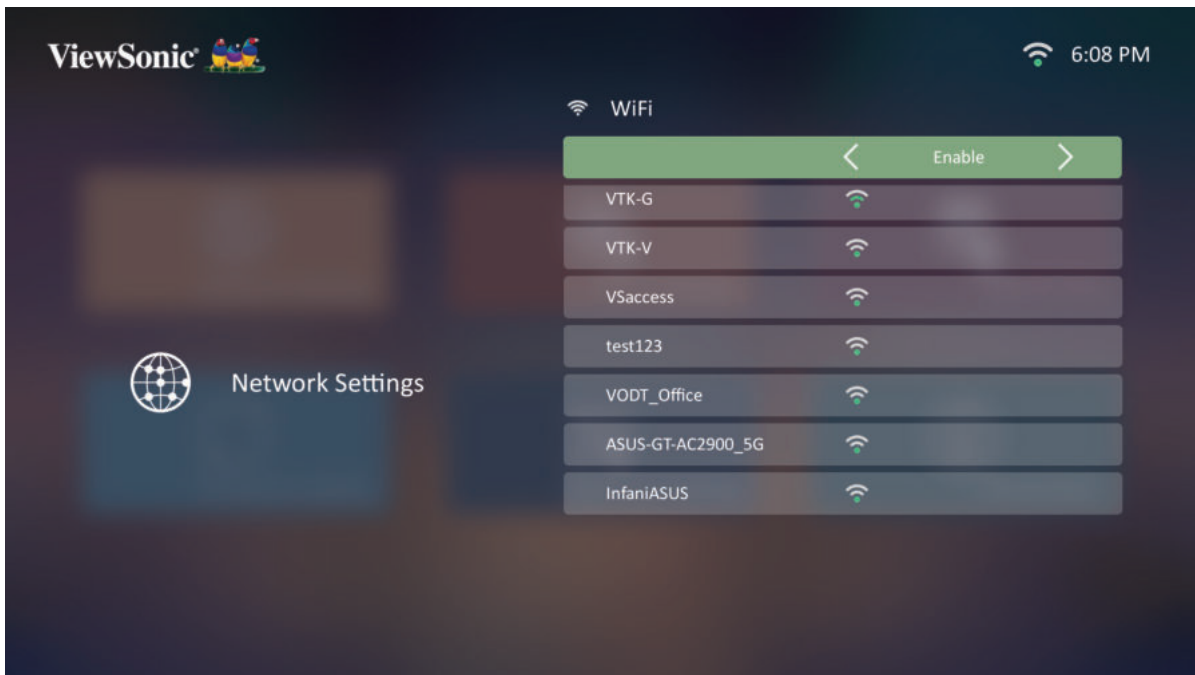 ViewSonic
6:08 PM
WiFi
Enable
VTK-G
VTK-V
VSaccess
test123
Network Settings
VODT_Office
ASUS-GT-AC2900_5G
InfaniASUS